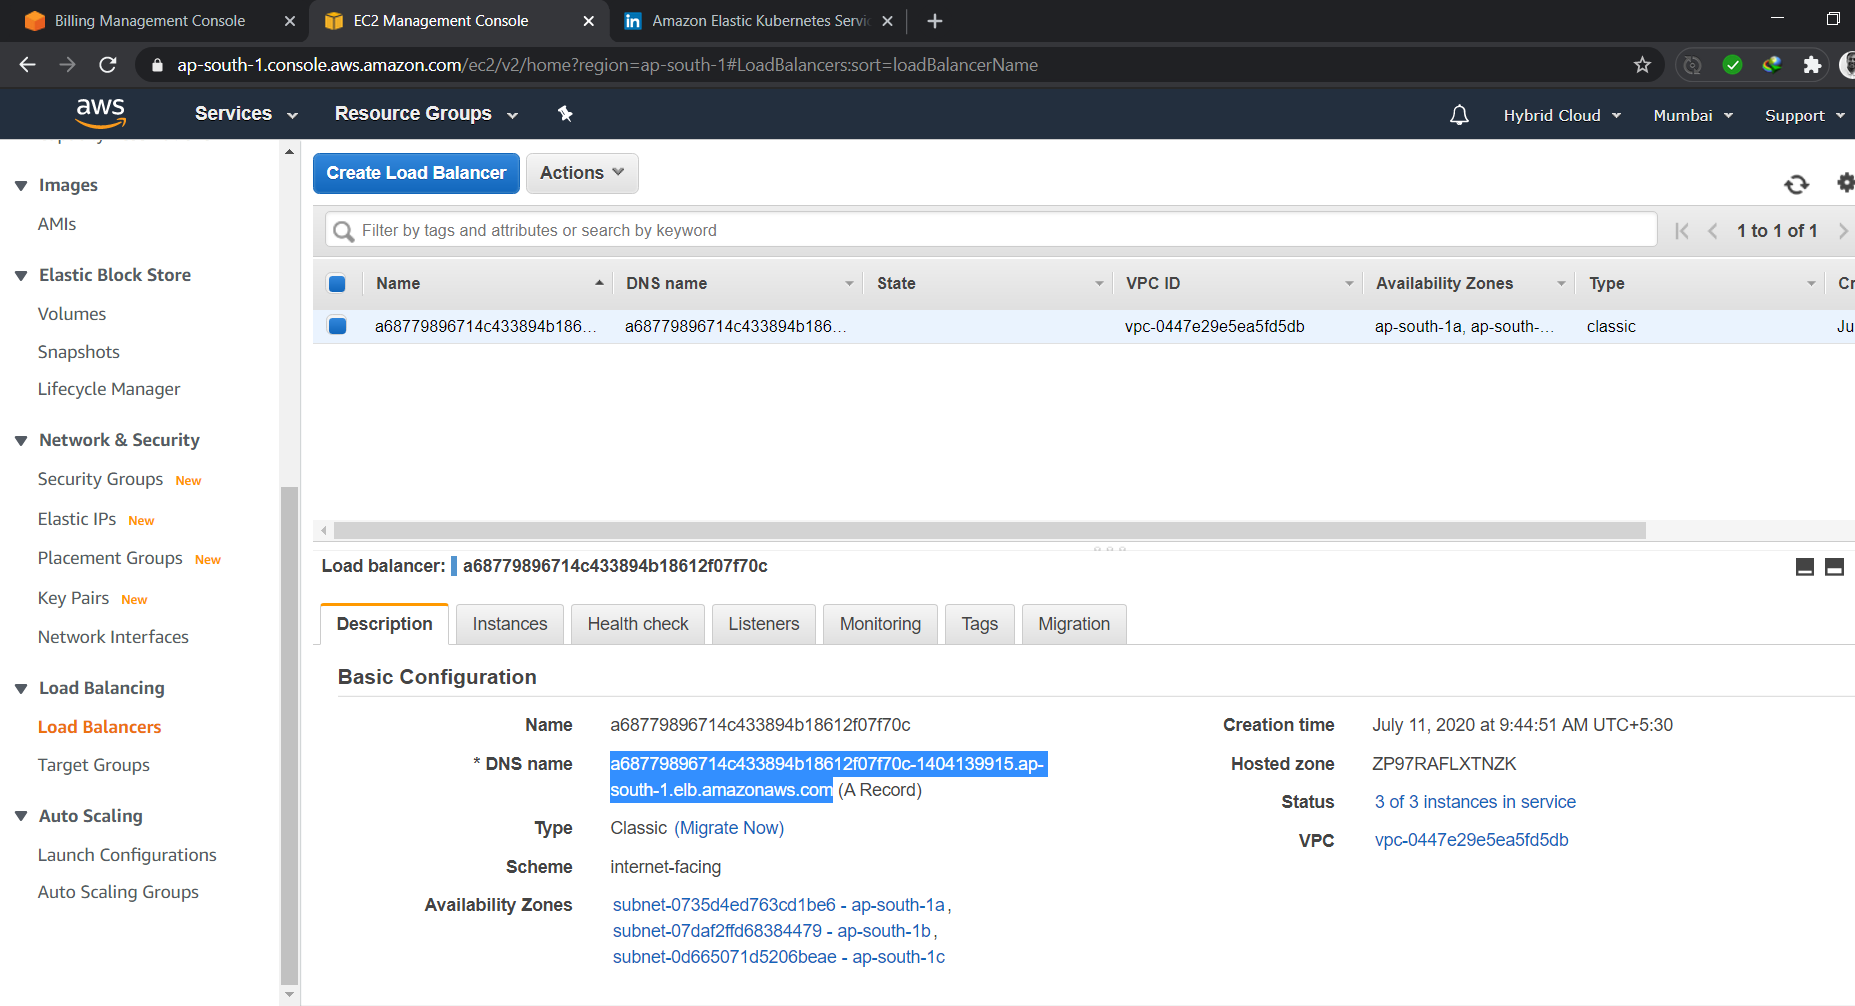 Billing Management Console
EC2 Management Console
Amazon Elastic Kubernetes Servi
ap-south-1.console.aws.amazon.com/ec2/v2/home?region=ap-south-1#LoadBalancers:sort=loadBalancerName
aws
Services
Resource Groups
Hybrid Cloud
Mumbai
Support
Images
AMIs
Elastic Block Store
Volumes
Snapshots
Lifecycle Manager
Network & Security
Security Groups New
Elastic IPs New
Placement Groups New
Key Pairs New
Network Interfaces
Load Balancing
Load Balancers
Target Groups
Auto Scaling
Launch Configurations
Auto Scaling Groups
Create Load Balancer
Actions
Filter by tags and attributes or search by keyword
1 to 1 of 1
Name DNS name State VPC ID Availability Zones Type Cr
a68779896714c433894b186... a68779896714c433894b186... vpc-0447e29e5ea5fd5db ap-south-1a, ap-south-... classic Ju
Load balancer: a68779896714c433894b18612f07f70c
Description
Instances
Health check
Listeners
Monitoring
Tags
Migration
Basic Configuration
Name a68779896714c433894b18612f07f70c
* DNS name a68779896714c433894b18612f07f70c-1404139915.ap-
south-1.elb.amazonaws.com (A Record)
Type Classic (Migrate Now)
Scheme internet-facing
Availability Zones subnet-0735d4ed763cd1be6 - ap-south-1a,
subnet-07daf2ffd68384479 - ap-south-1b,
subnet-0d665071d5206beae - ap-south-1c
Creation time July 11, 2020 at 9:44:51 AM UTC+5:30
Hosted zone ZP97RAFLXTNZK
Status 3 of 3 instances in service
VPC vpc-0447e29e5ea5fd5db